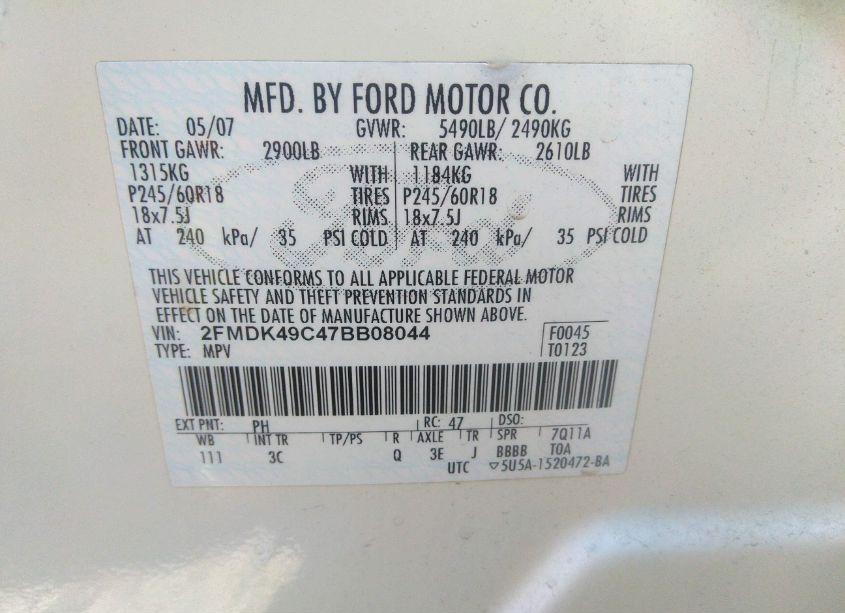 MFD. BY FORD MOTOR CO.
DATE: 05/07 GVWR: 5490LB/ 2490KG
FRONT GAWR: 2900LB REAR GAWR: 2610LB
1315KG WITH 1184KG WITH
P245/60R18 TIRES P245/60R18 TIRES
18x7.5J RIMS 18x7.5J RIMS
AT 240 kPa/ 35 PSI COLD AT 240 kPa/ 35 PSI COLD
THIS VEHICLE CONFORMS TO ALL APPLICABLE FEDERAL MOTOR
VEHICLE SAFETY AND THEFT PREVENTION STANDARDS IN
EFFECT ON THE DATE OF MANUFACTURE SHOWN ABOVE.
VIN: 2FMDK49C47BB08044 F0045
TYPE: MPV T0123
EXT PNT: PH RC: 47 DSO:
WB INT TR TP/PS R AXLE TR SPR 7Q11A
111 3C Q 3E J BBBB TOA
UTC ▽5U5A-1520472-BA